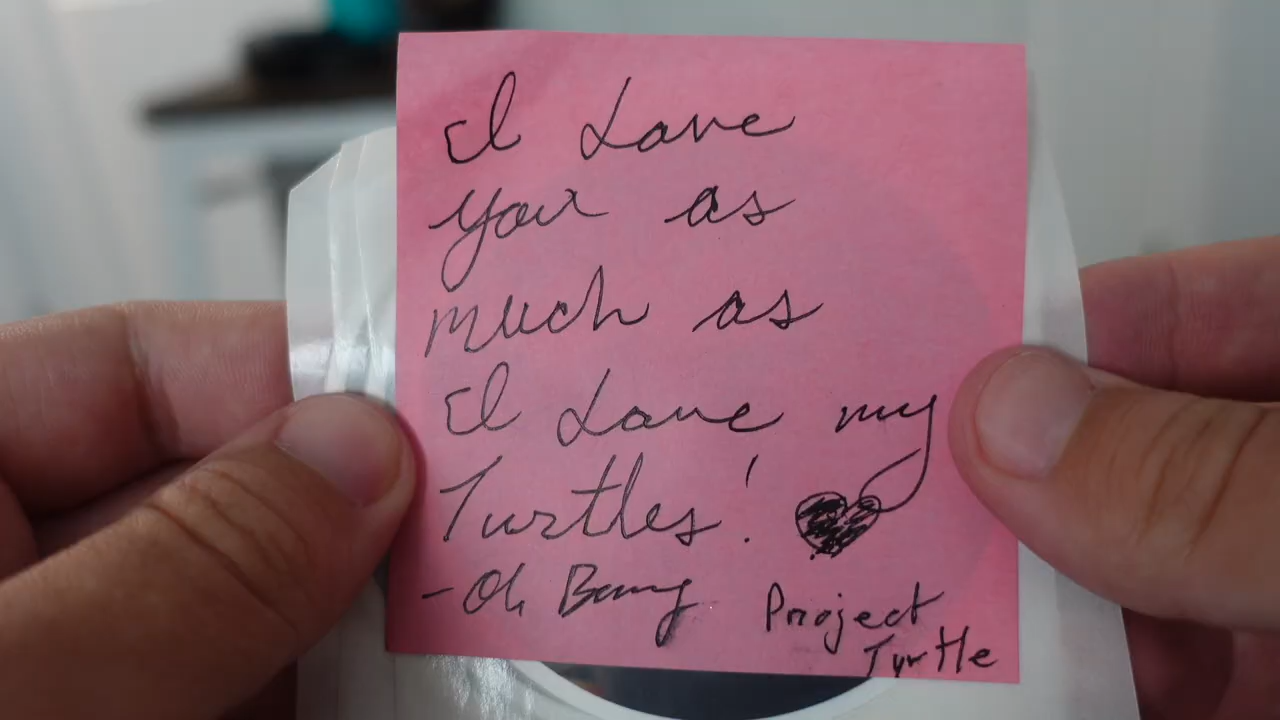 I Love
you as
much as
I Love my
Turtles!
-Oh Bang
Project
Turtle